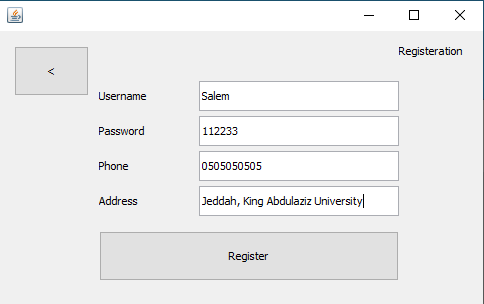 Registeration
<
Username Salem
Password 112233
Phone 0505050505
Address Jeddah, King Abdulaziz University
Register